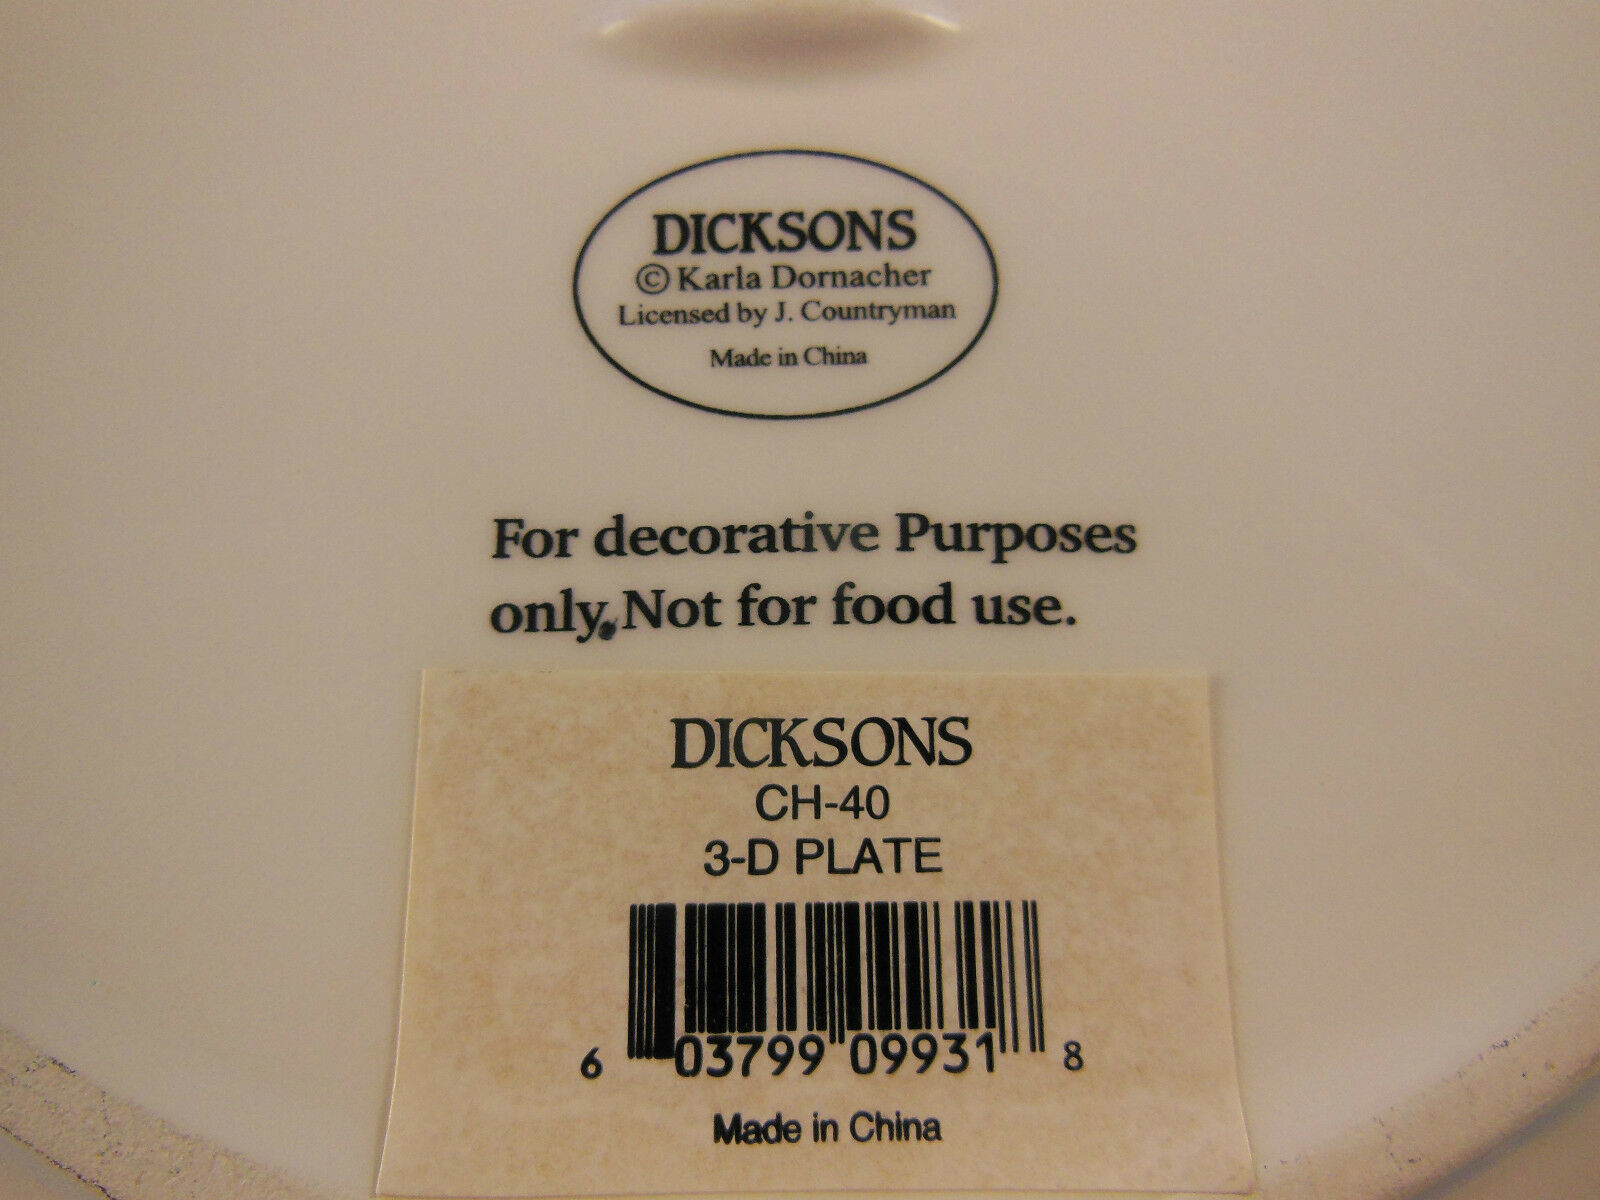 DICKSONS
© Karla Dornacher
Licensed by J. Countryman
Made in China
For decorative Purposes
only. Not for food use.
DICKSONS
CH-40
3-D PLATE
6 03799 09931 8
Made in China